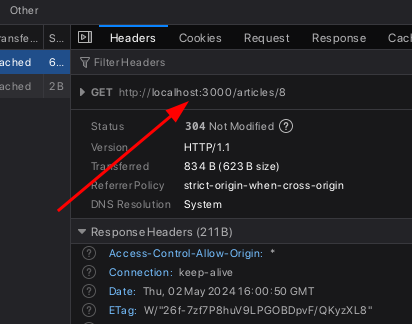 Other
ransfe...
S...
Headers
Cookies
Request
Response
Cac
ached
6...
Filter Headers
ached
2 B
GET http://localhost:3000/articles/8
Status
304 Not Modified ?
Version
HTTP/1.1
Transferred
834 B (623 B size)
Referrer Policy
strict-origin-when-cross-origin
DNS Resolution
System
Response Headers (211 B)
? Access-Control-Allow-Origin: *
? Connection: keep-alive
? Date: Thu, 02 May 2024 16:00:50 GMT
? ETag: W/"26f-7zf7P8huV9LPGOBDpvF/QKyzXL8"